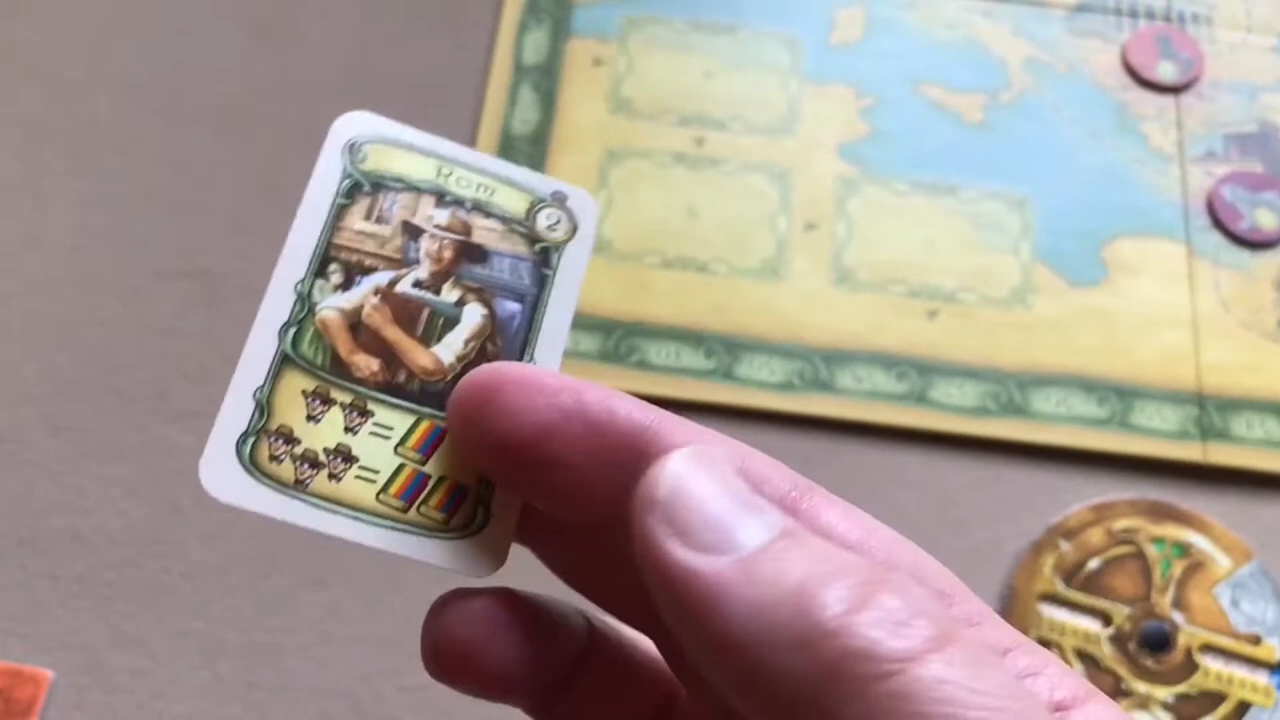 Rom
2
=
=